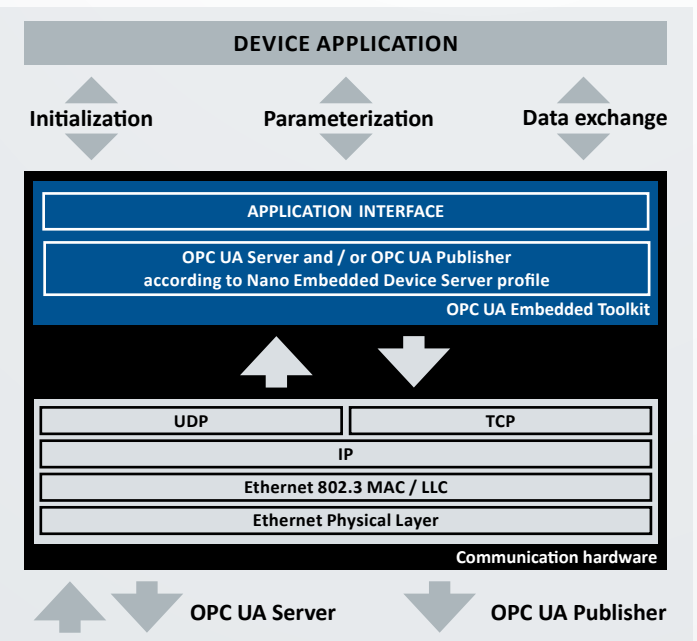 DEVICE APPLICATION
Initialization
Parameterization
Data exchange
APPLICATION INTERFACE
OPC UA Server and / or OPC UA Publisher
according to Nano Embedded Device Server profile
OPC UA Embedded Toolkit
UDP
TCP
IP
Ethernet 802.3 MAC / LLC
Ethernet Physical Layer
Communication hardware
OPC UA Server
OPC UA Publisher